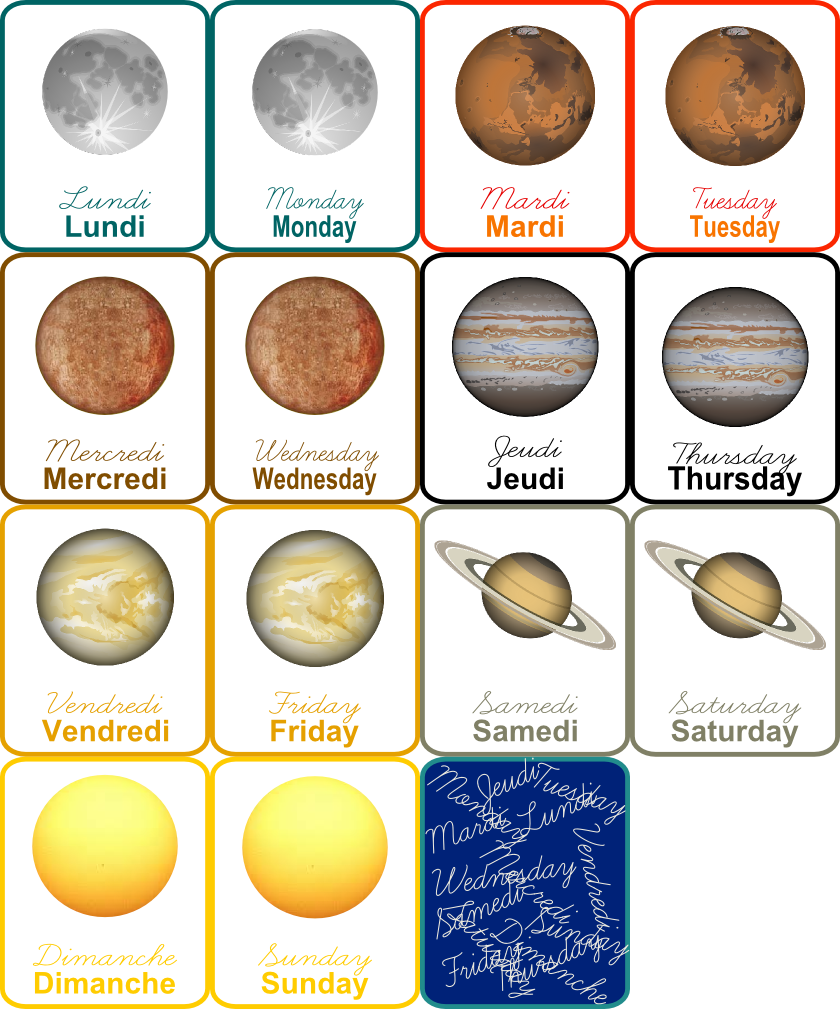 Lundi
Lundi
Monday
Monday
Mardi
Mardi
Tuesday
Tuesday
Mercredi
Mercredi
Wednesday
Wednesday
Jeudi
Jeudi
Thursday
Thursday
Vendredi
Vendredi
Friday
Friday
Samedi
Samedi
Saturday
Saturday
Dimanche
Dimanche
Sunday
Sunday
Monday
Jeudi
Tuesday
Mardi
Lundi
Vendredi
Mercredi
Wednesday
Samedi
Saturday
Sunday
Dimanche
Friday
Thursday